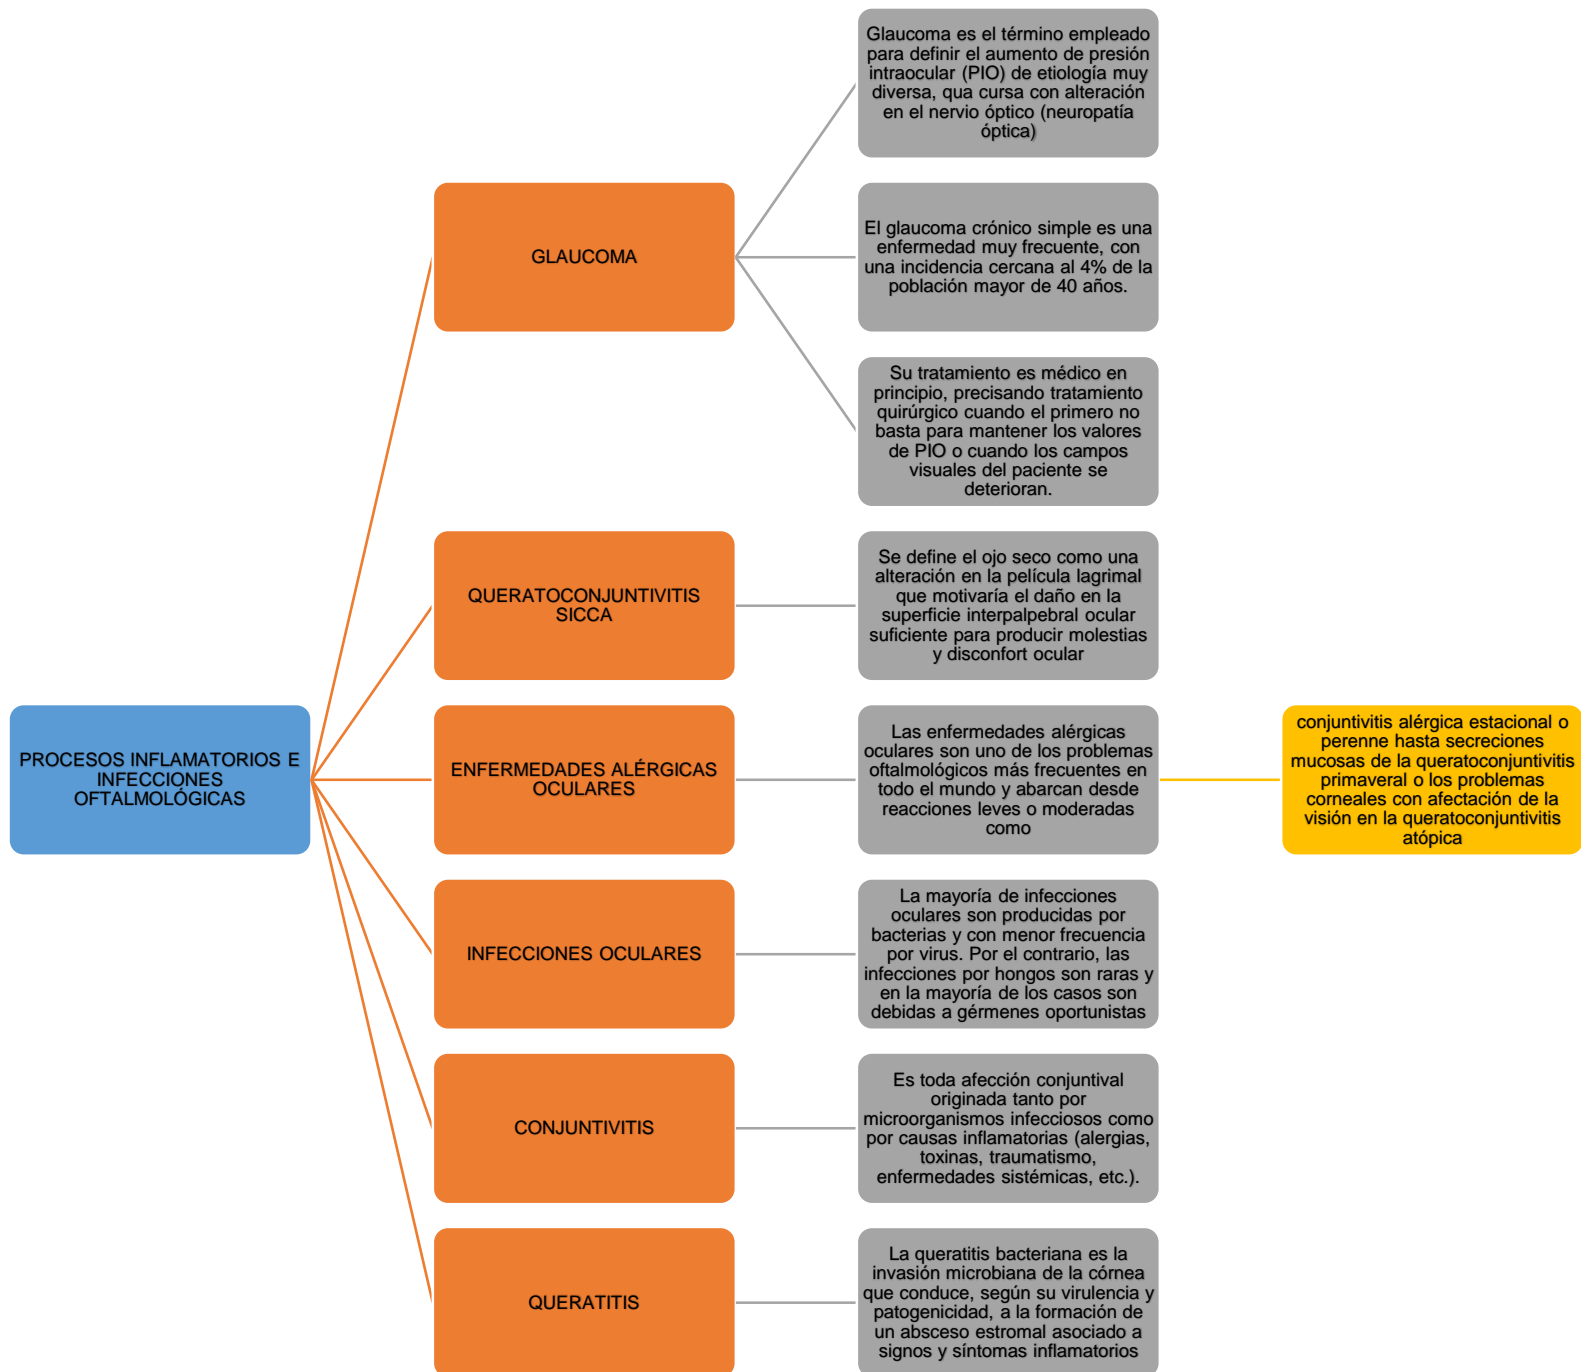 PROCESOS INFLAMATORIOS E
INFECCIONES
OFTALMOLÓGICAS
GLAUCOMA
Glaucoma es el término empleado
para definir el aumento de presión
intraocular (PIO) de etiología muy
diversa, qua cursa con alteración
en el nervio óptico (neuropatía
óptica)
El glaucoma crónico simple es una
enfermedad muy frecuente, con
una incidencia cercana al 4% de la
población mayor de 40 años.
Su tratamiento es médico en
principio, precisando tratamiento
quirúrgico cuando el primero no
basta para mantener los valores
de PIO o cuando los campos
visuales del paciente se
deterioran.
QUERATOCONJUNTIVITIS
SICCA
Se define el ojo seco como una
alteración en la película lagrimal
que motivaría el daño en la
superficie interpalpebral ocular
suficiente para producir molestias
y disconfort ocular
ENFERMEDADES ALÉRGICAS
OCULARES
Las enfermedades alérgicas
oculares son uno de los problemas
oftalmológicos más frecuentes en
todo el mundo y abarcan desde
reacciones leves o moderadas
como
conjuntivitis alérgica estacional o
perenne hasta secreciones
mucosas de la queratoconjuntivitis
primaveral o los problemas
corneales con afectación de la
visión en la queratoconjuntivitis
atópica
INFECCIONES OCULARES
La mayoría de infecciones
oculares son producidas por
bacterias y con menor frecuencia
por virus. Por el contrario, las
infecciones por hongos son raras y
en la mayoría de los casos son
debidas a gérmenes oportunistas
CONJUNTIVITIS
Es toda afección conjuntival
originada tanto por
microorganismos infecciosos como
por causas inflamatorias (alergias,
toxinas, traumatismo,
enfermedades sistémicas, etc.).
QUERATITIS
La queratitis bacteriana es la
invasión microbiana de la córnea
que conduce, según su virulencia y
patogenicidad, a la formación de
un absceso estromal asociado a
signos y síntomas inflamatorios